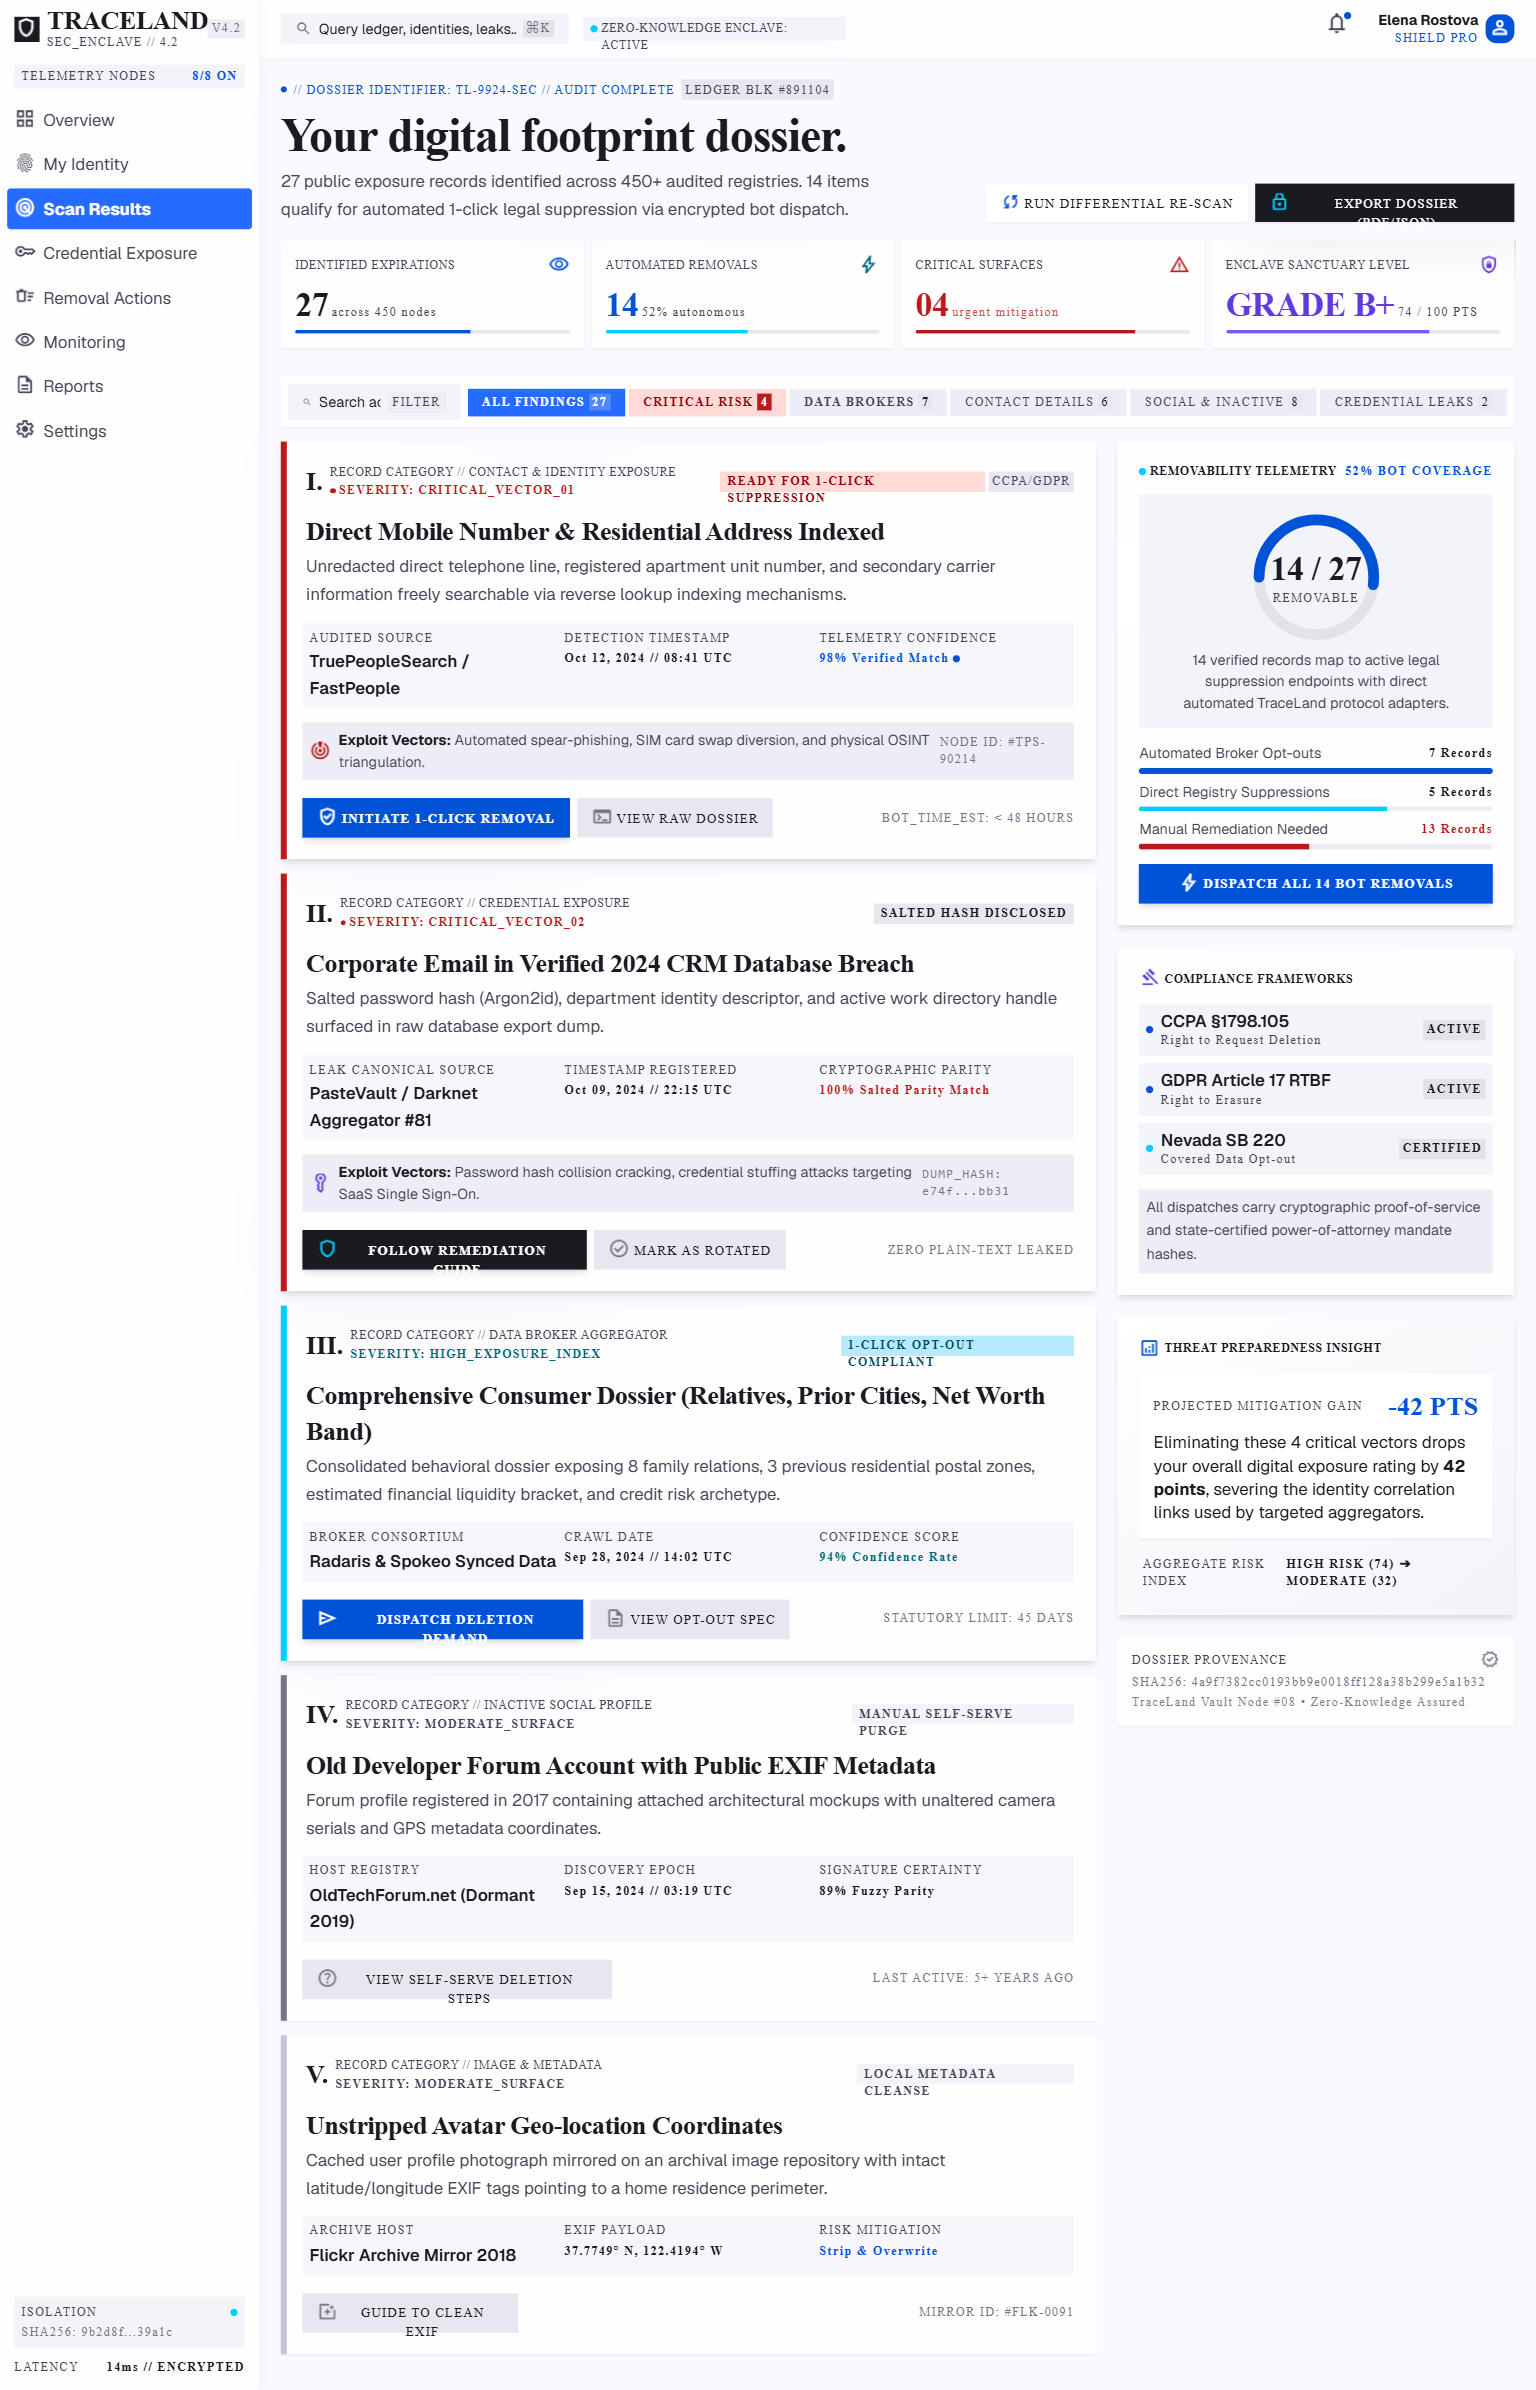 TRACELAND V4.2
SEC_ENCLAVE // 4.2
TELEMETRY NODES 8/8 ON
Overview
My Identity
Scan Results
Credential Exposure
Removal Actions
Monitoring
Reports
Settings
ISOLATION
SHA256: 9b2d8f...39a1c
LATENCY 14ms // ENCRYPTED
Query ledger, identities, leaks.. ⌘K
ZERO-KNOWLEDGE ENCLAVE:
ACTIVE
Elena Rostova
SHIELD PRO
// DOSSIER IDENTIFIER: TL-9924-SEC // AUDIT COMPLETE LEDGER BLK #891104
Your digital footprint dossier.
27 public exposure records identified across 450+ audited registries. 14 items
qualify for automated 1-click legal suppression via encrypted bot dispatch.
RUN DIFFERENTIAL RE-SCAN
EXPORT DOSSIER
(PDF/JSON)
IDENTIFIED EXPIRATIONS
27 across 450 nodes
AUTOMATED REMOVALS
14 52% autonomous
CRITICAL SURFACES
04 urgent mitigation
ENCLAVE SANCTUARY LEVEL
GRADE B+ 74 / 100 PTS
Search ac FILTER
ALL FINDINGS 27
CRITICAL RISK 4
DATA BROKERS 7
CONTACT DETAILS 6
SOCIAL & INACTIVE 8
CREDENTIAL LEAKS 2
I. RECORD CATEGORY // CONTACT & IDENTITY EXPOSURE
SEVERITY: CRITICAL_VECTOR_01
READY FOR 1-CLICK
SUPPRESSION
CCPA/GDPR
Direct Mobile Number & Residential Address Indexed
Unredacted direct telephone line, registered apartment unit number, and secondary carrier
information freely searchable via reverse lookup indexing mechanisms.
AUDITED SOURCE
TruePeopleSearch /
FastPeople
DETECTION TIMESTAMP
Oct 12, 2024 // 08:41 UTC
TELEMETRY CONFIDENCE
98% Verified Match
Exploit Vectors: Automated spear-phishing, SIM card swap diversion, and physical OSINT
triangulation.
NODE ID: #TPS-
90214
INITIATE 1-CLICK REMOVAL
VIEW RAW DOSSIER
BOT_TIME_EST: < 48 HOURS
II. RECORD CATEGORY // CREDENTIAL EXPOSURE
SEVERITY: CRITICAL_VECTOR_02
SALTED HASH DISCLOSED
Corporate Email in Verified 2024 CRM Database Breach
Salted password hash (Argon2id), department identity descriptor, and active work directory handle
surfaced in raw database export dump.
LEAK CANONICAL SOURCE
PasteVault / Darknet
Aggregator #81
TIMESTAMP REGISTERED
Oct 09, 2024 // 22:15 UTC
CRYPTOGRAPHIC PARITY
100% Salted Parity Match
Exploit Vectors: Password hash collision cracking, credential stuffing attacks targeting
SaaS Single Sign-On.
DUMP_HASH:
e74f...bb31
FOLLOW REMEDIATION
GUIDE
MARK AS ROTATED
ZERO PLAIN-TEXT LEAKED
III. RECORD CATEGORY // DATA BROKER AGGREGATOR
SEVERITY: HIGH_EXPOSURE_INDEX
1-CLICK OPT-OUT
COMPLIANT
Comprehensive Consumer Dossier (Relatives, Prior Cities, Net Worth
Band)
Consolidated behavioral dossier exposing 8 family relations, 3 previous residential postal zones,
estimated financial liquidity bracket, and credit risk archetype.
BROKER CONSORTIUM
Radaris & Spokeo Synced Data
CRAWL DATE
Sep 28, 2024 // 14:02 UTC
CONFIDENCE SCORE
94% Confidence Rate
DISPATCH DELETION
DEMAND
VIEW OPT-OUT SPEC
STATUTORY LIMIT: 45 DAYS
IV. RECORD CATEGORY // INACTIVE SOCIAL PROFILE
SEVERITY: MODERATE_SURFACE
MANUAL SELF-SERVE
PURGE
Old Developer Forum Account with Public EXIF Metadata
Forum profile registered in 2017 containing attached architectural mockups with unaltered camera
serials and GPS metadata coordinates.
HOST REGISTRY
OldTechForum.net (Dormant
2019)
DISCOVERY EPOCH
Sep 15, 2024 // 03:19 UTC
SIGNATURE CERTAINTY
89% Fuzzy Parity
VIEW SELF-SERVE DELETION
STEPS
LAST ACTIVE: 5+ YEARS AGO
V. RECORD CATEGORY // IMAGE & METADATA
SEVERITY: MODERATE_SURFACE
LOCAL METADATA
CLEANSE
Unstripped Avatar Geo-location Coordinates
Cached user profile photograph mirrored on an archival image repository with intact
latitude/longitude EXIF tags pointing to a home residence perimeter.
ARCHIVE HOST
Flickr Archive Mirror 2018
EXIF PAYLOAD
37.7749° N, 122.4194° W
RISK MITIGATION
Strip & Overwrite
GUIDE TO CLEAN
EXIF
MIRROR ID: #FLK-0091
REMOVABILITY TELEMETRY 52% BOT COVERAGE
14 / 27
REMOVABLE
14 verified records map to active legal
suppression endpoints with direct
automated TraceLand protocol adapters.
Automated Broker Opt-outs 7 Records
Direct Registry Suppressions 5 Records
Manual Remediation Needed 13 Records
DISPATCH ALL 14 BOT REMOVALS
COMPLIANCE FRAMEWORKS
CCPA §1798.105
Right to Request Deletion
ACTIVE
GDPR Article 17 RTBF
Right to Erasure
ACTIVE
Nevada SB 220
Covered Data Opt-out
CERTIFIED
All dispatches carry cryptographic proof-of-service
and state-certified power-of-attorney mandate
hashes.
THREAT PREPAREDNESS INSIGHT
PROJECTED MITIGATION GAIN -42 PTS
Eliminating these 4 critical vectors drops
your overall digital exposure rating by 42
points, severing the identity correlation
links used by targeted aggregators.
AGGREGATE RISK
INDEX
HIGH RISK (74) ➔
MODERATE (32)
DOSSIER PROVENANCE
SHA256: 4a9f7382cc0193bb9e0018ff128a38b299e5a1b32
TraceLand Vault Node #08 • Zero-Knowledge Assured